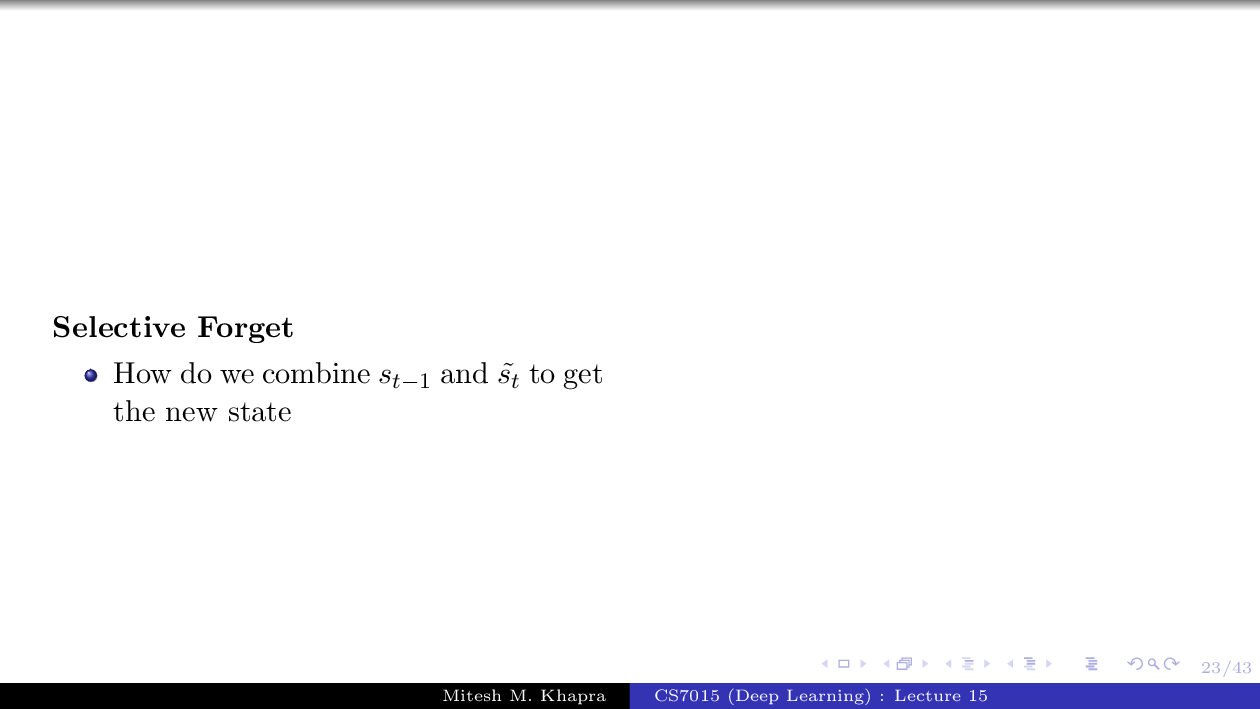 Selective Forget
How do we combine s_{t−1} and s̃_t to get
the new state
23/43
Mitesh M. Khapra
CS7015 (Deep Learning) : Lecture 15